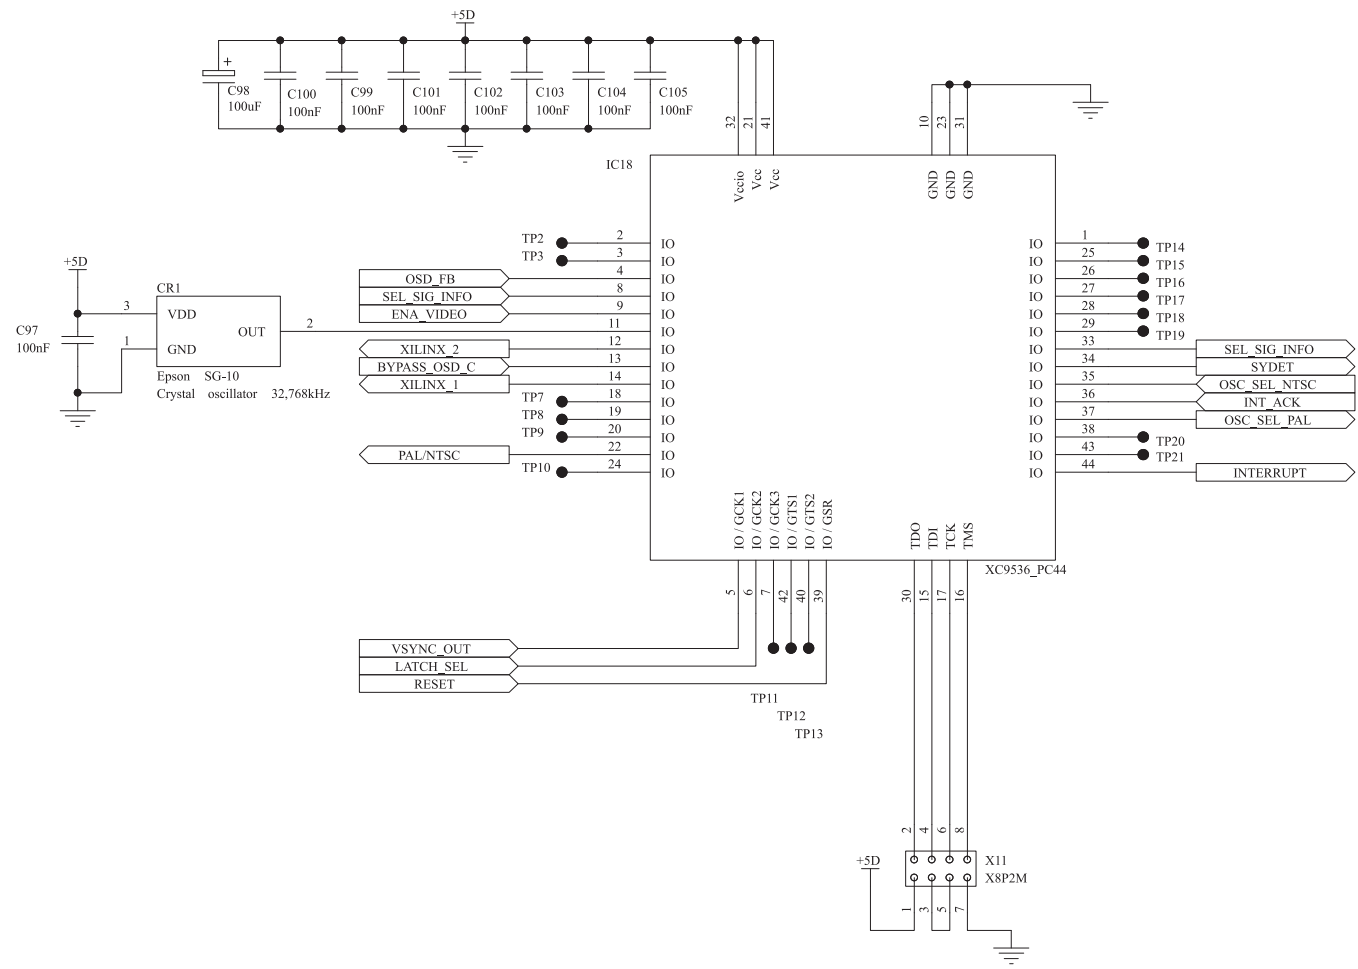 +5D
+
C98
100uF
C100
100nF
C99
100nF
C101
100nF
C102
100nF
C103
100nF
C104
100nF
C105
100nF
32
21
41
10
23
31
IC18
Vccio
Vcc
Vcc
GND
GND
GND
TP2
2
IO
TP3
3
IO
OSD_FB
4
IO
SEL_SIG_INFO
8
IO
ENA_VIDEO
9
IO
11
IO
XILINX_2
12
IO
BYPASS_OSD_C
13
IO
XILINX_1
14
IO
TP7
18
IO
TP8
19
IO
TP9
20
IO
PAL/NTSC
22
IO
TP10
24
IO
+5D
CR1
3
VDD
OUT
2
1
GND
C97
100nF
Epson SG-10
Crystal oscillator 32,768kHz
IO
1
TP14
IO
25
TP15
IO
26
TP16
IO
27
TP17
IO
28
TP18
IO
29
TP19
IO
33
SEL_SIG_INFO
IO
34
SYDET
IO
35
OSC_SEL_NTSC
IO
36
INT_ACK
IO
37
OSC_SEL_PAL
IO
38
TP20
IO
43
TP21
IO
44
INTERRUPT
IO / GCK1
IO / GCK2
IO / GCK3
IO / GTS1
IO / GTS2
IO / GSR
TDO
TDI
TCK
TMS
XC9536_PC44
5
6
7
42
40
39
30
15
17
16
VSYNC_OUT
LATCH_SEL
RESET
TP11
TP12
TP13
2
4
6
8
+5D
X11
X8P2M
1
3
5
7